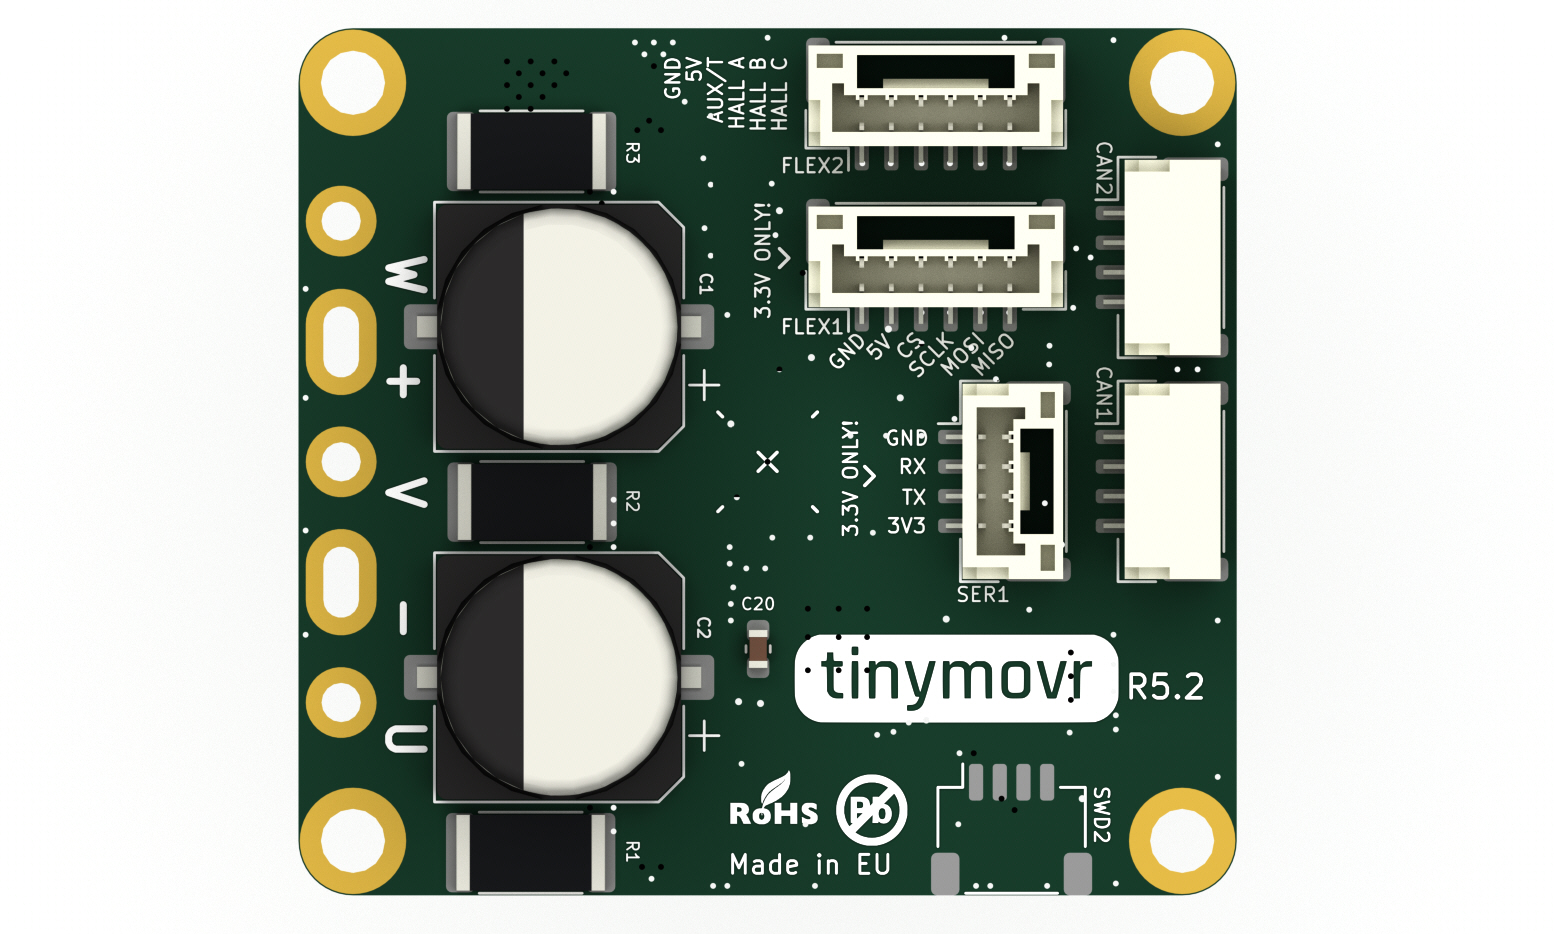 GND
5V
AUX/T
HALL A
HALL B
HALL C
FLEX2
R3
CAN2
W
C1
3.3V ONLY!
FLEX1
GND
5V
CS
SCLK
MOSI
MISO
+
+
CAN1
3.3V ONLY!
GND
RX
TX
3V3
V
R2
SER1
−
C2
C20
tinymovr
R5.2
U
+
RoHS
Pb
SWD2
Made in EU
R1